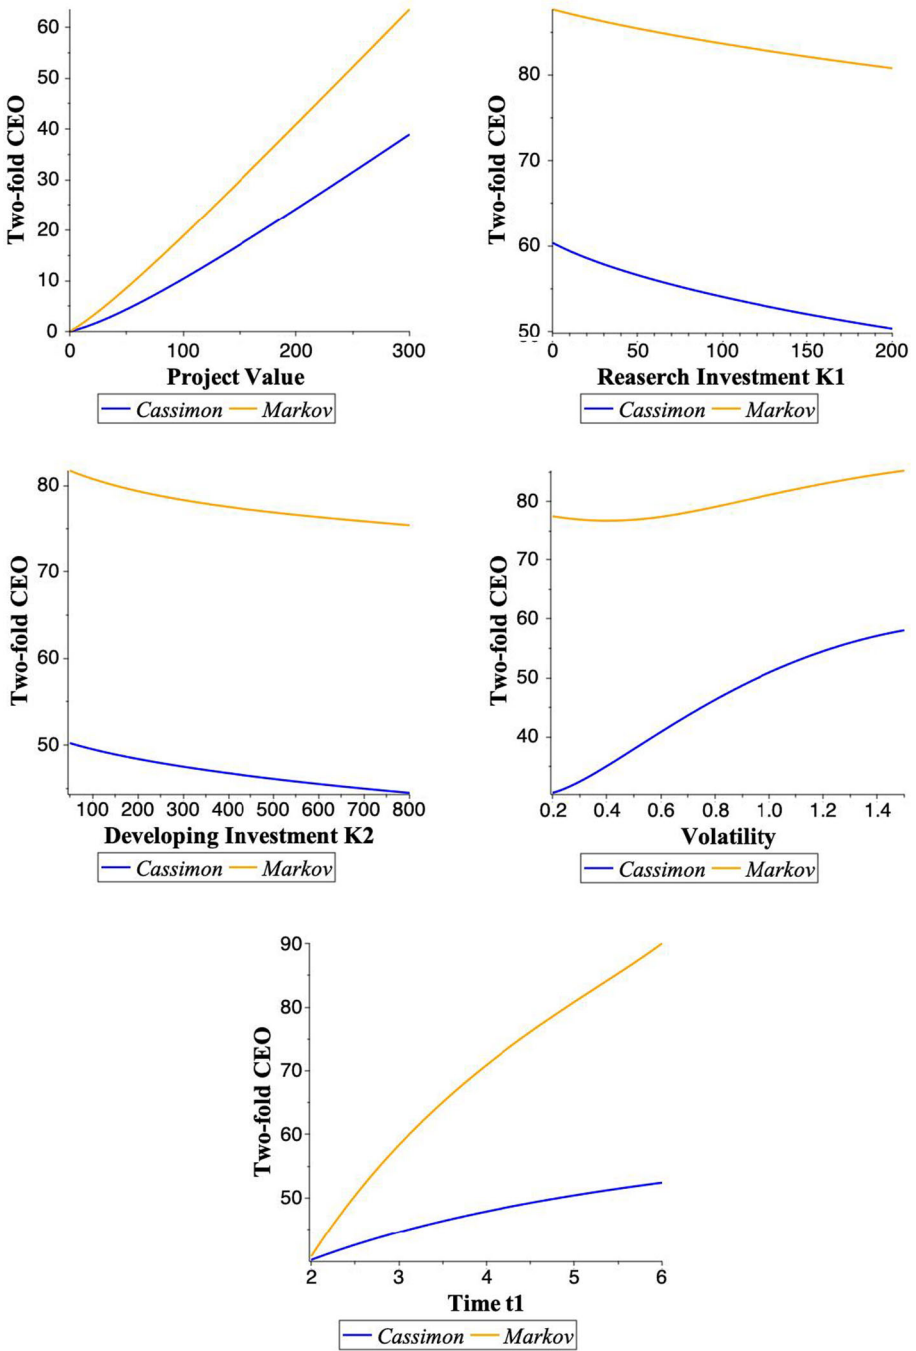 Two-fold CEO
60
50
40
30
20
10
0
0 100 200 300
Project Value
Cassimon Markov
Two-fold CEO
80
70
60
50
0 50 100 150 200
Reaserch Investment K1
Cassimon Markov
Two-fold CEO
80
70
60
50
100 200 300 400 500 600 700 800
Developing Investment K2
Cassimon Markov
Two-fold CEO
80
70
60
50
40
0.2 0.4 0.6 0.8 1.0 1.2 1.4
Volatility
Cassimon Markov
Two-fold CEO
90
80
70
60
50
2 3 4 5 6
Time t1
Cassimon Markov